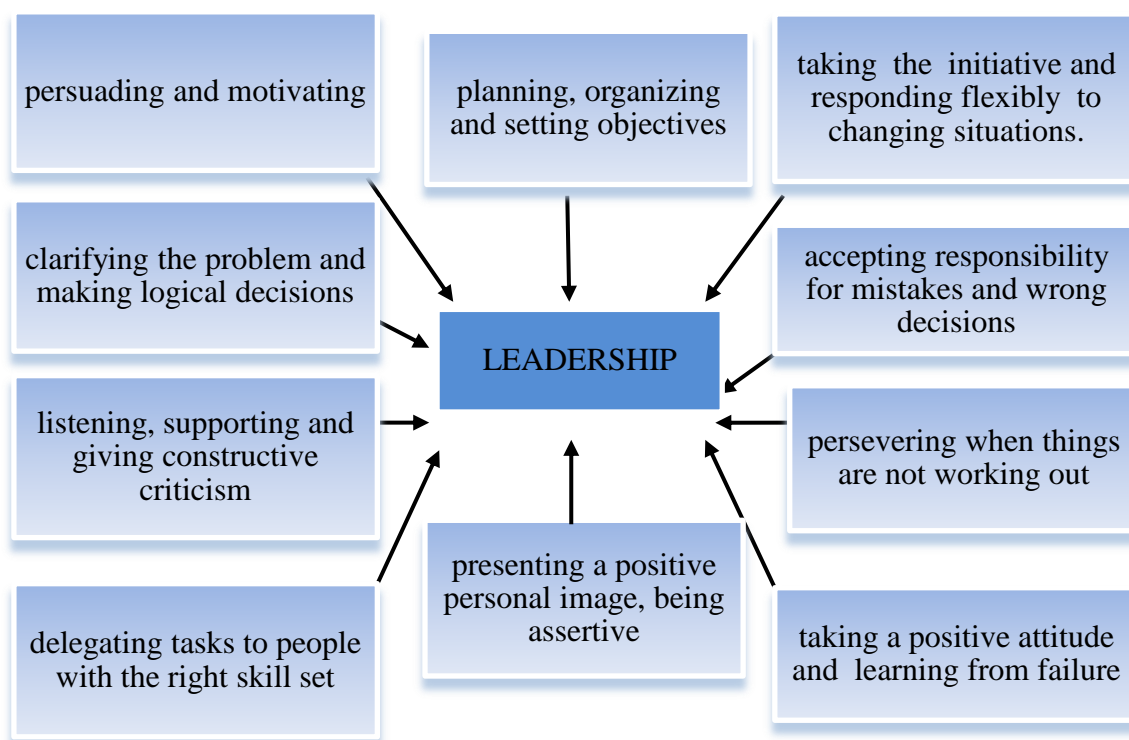 persuading and motivating
planning, organizing
and setting objectives
taking  the  initiative and
responding flexibly  to
changing situations.
clarifying the problem and
making logical decisions
LEADERSHIP
accepting responsibility
for mistakes and wrong
decisions
listening, supporting and
giving constructive
criticism
persevering when things
are not working out
delegating tasks to people
with the right skill set
presenting a positive
personal image, being
assertive
taking a positive attitude
and  learning from failure